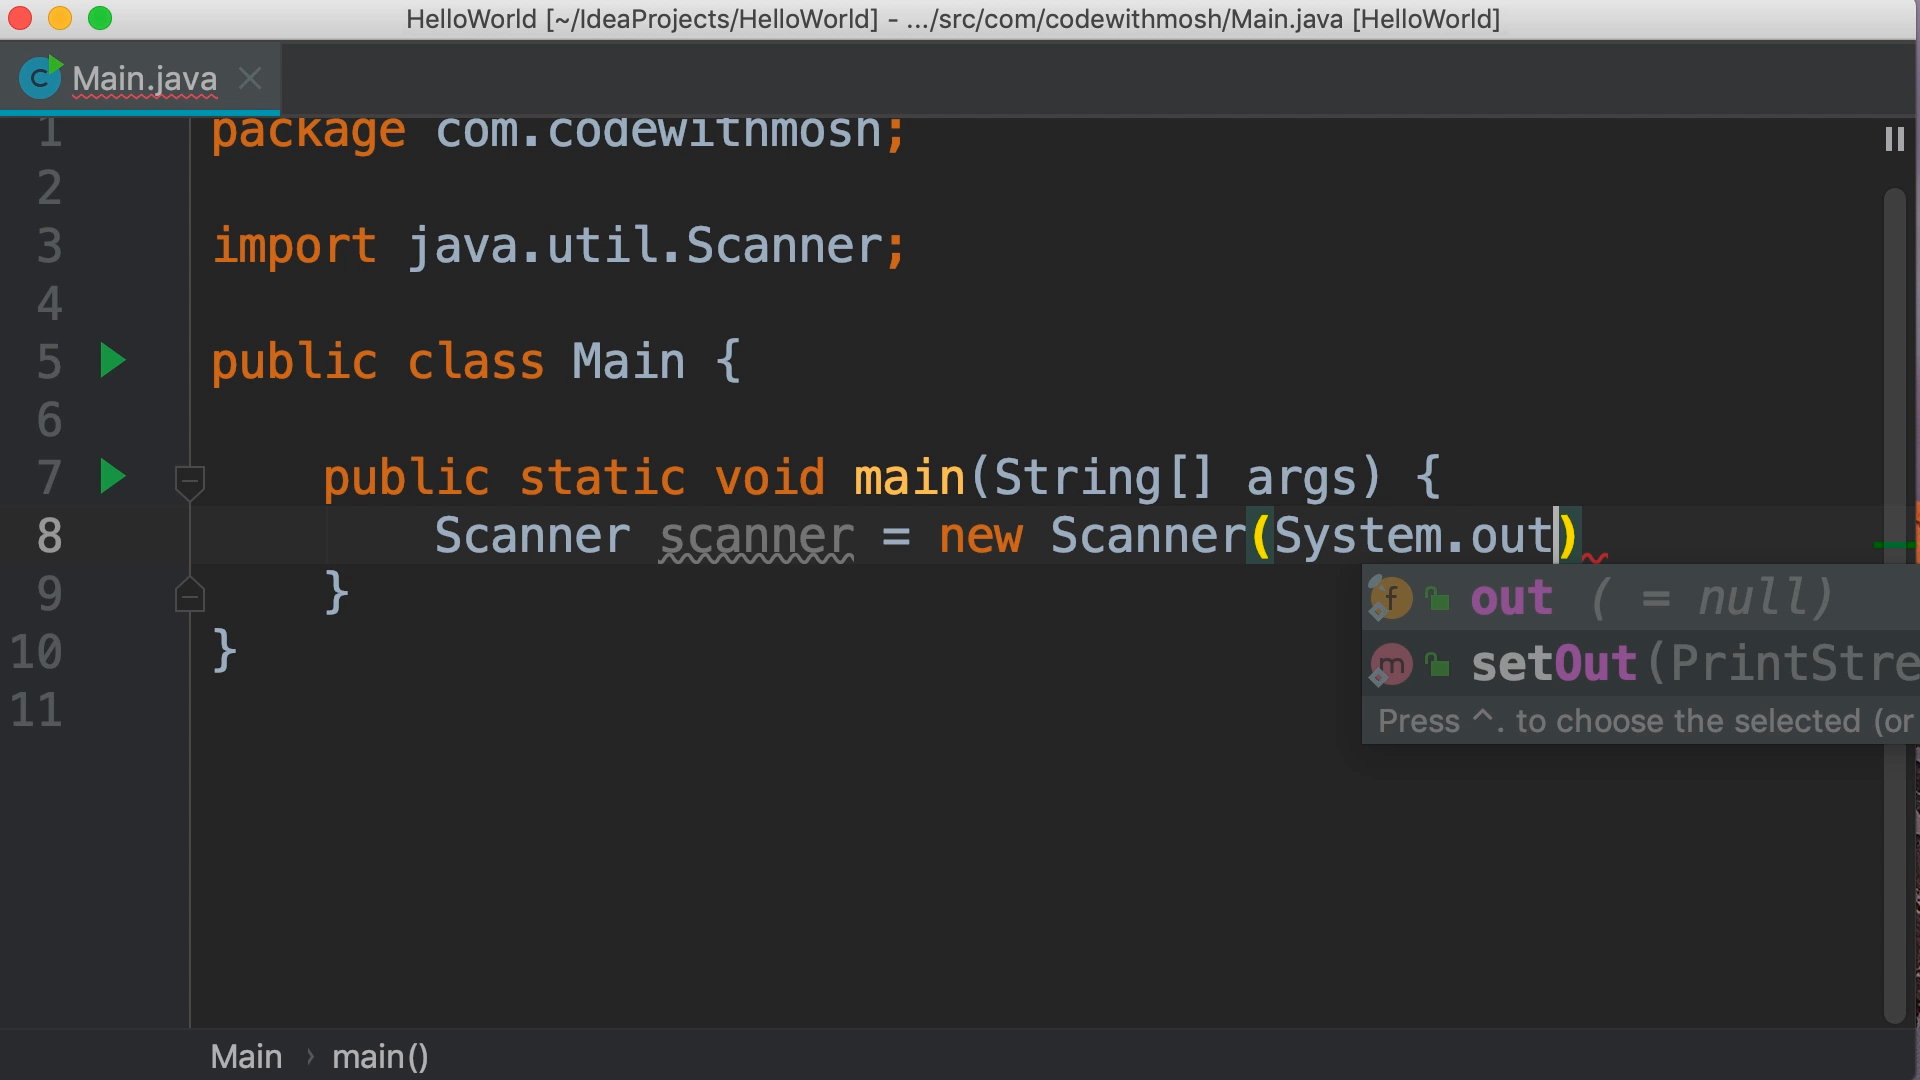 HelloWorld [~/IdeaProjects/HelloWorld] - .../src/com/codewithmosh/Main.java [HelloWorld]
Main.java
1 package com.codewithmosh;
2
3 import java.util.Scanner;
4
5 public class Main {
6
7 public static void main(String[] args) {
8 Scanner scanner = new Scanner(System.out)
9 }
10 }
11
f out ( = null)
m setOut(PrintStre
Press ^. to choose the selected (or
Main › main()